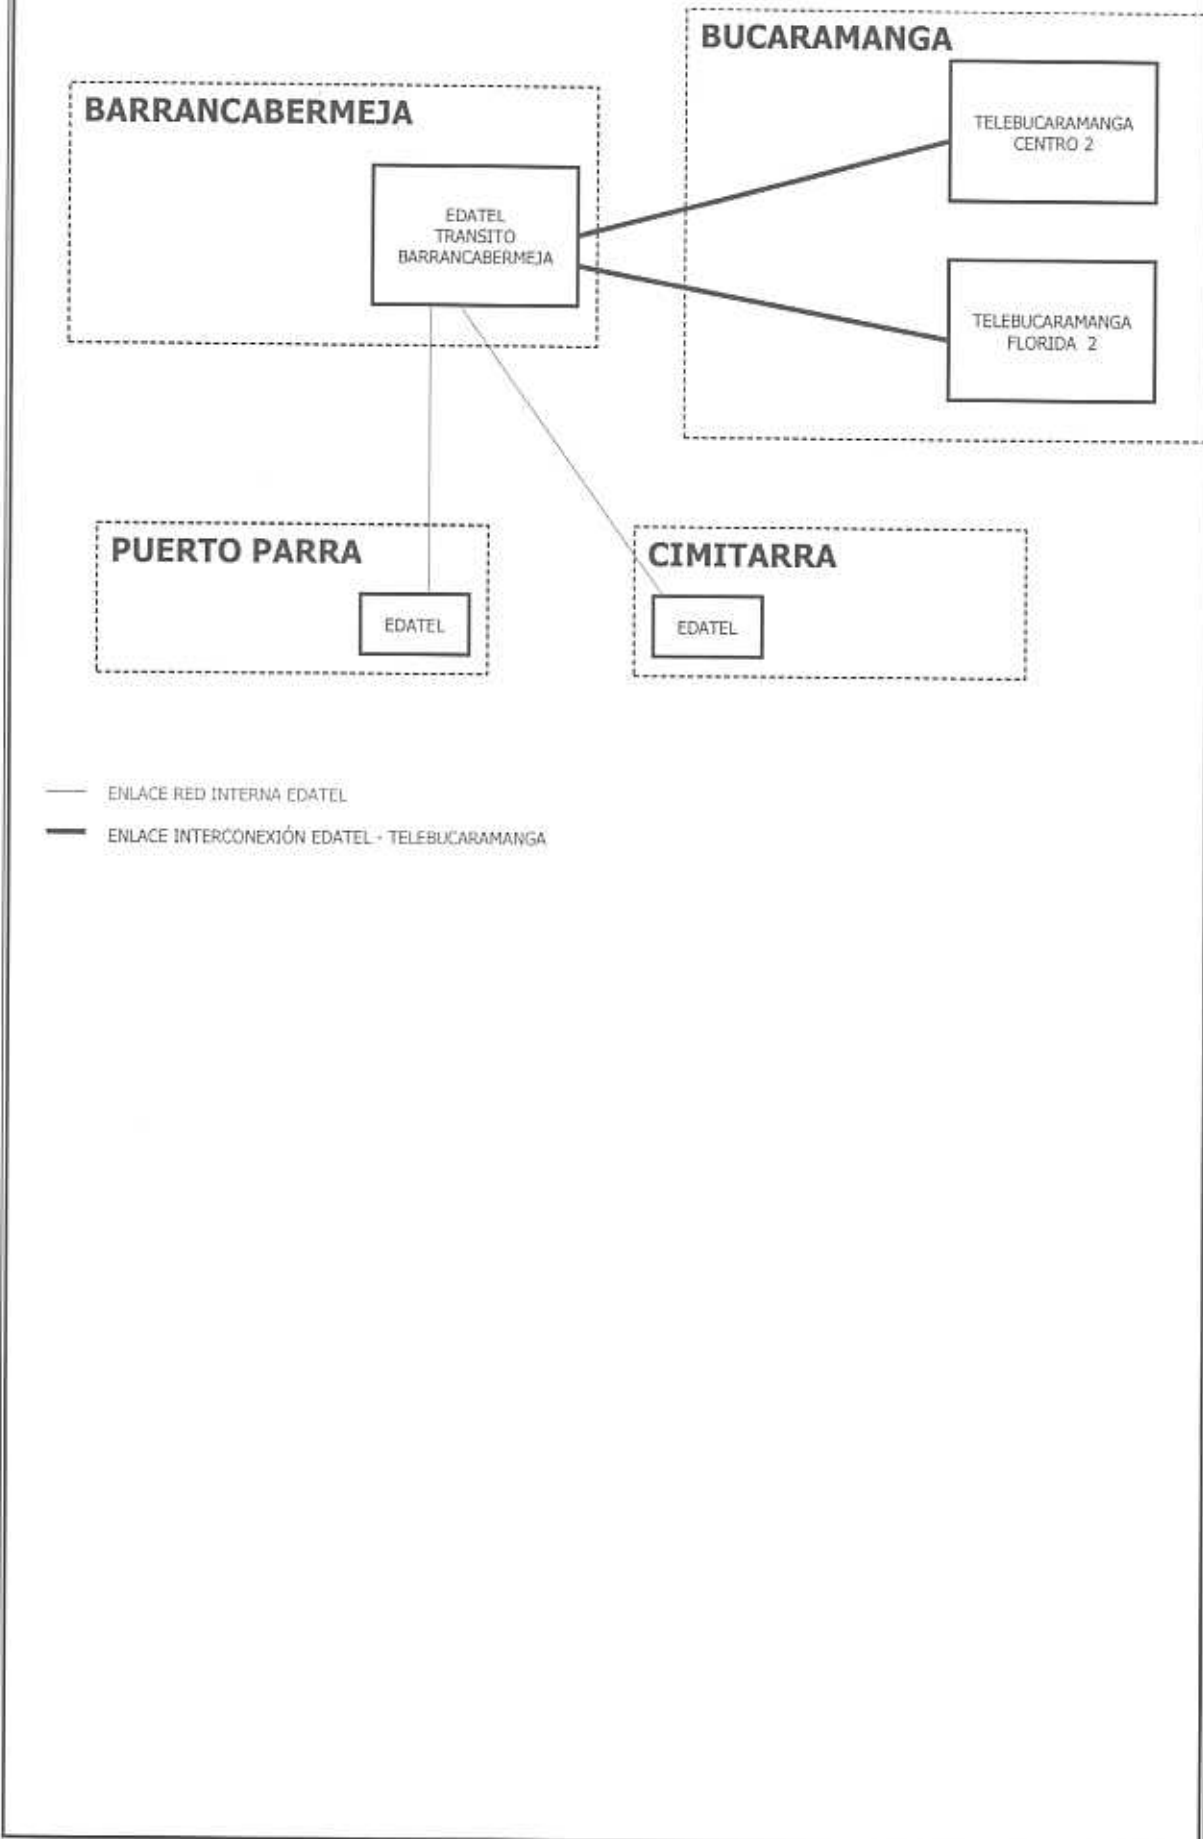 BUCARAMANGA
TELEBUCARAMANGA
CENTRO 2
BARRANCABERMEJA
EDATEL
TRANSITO
BARRANCABERMEJA
TELEBUCARAMANGA
FLORIDA 2
PUERTO PARRA
EDATEL
CIMITARRA
EDATEL
ENLACE RED INTERNA EDATEL
ENLACE INTERCONEXIÓN EDATEL - TELEBUCARAMANGA